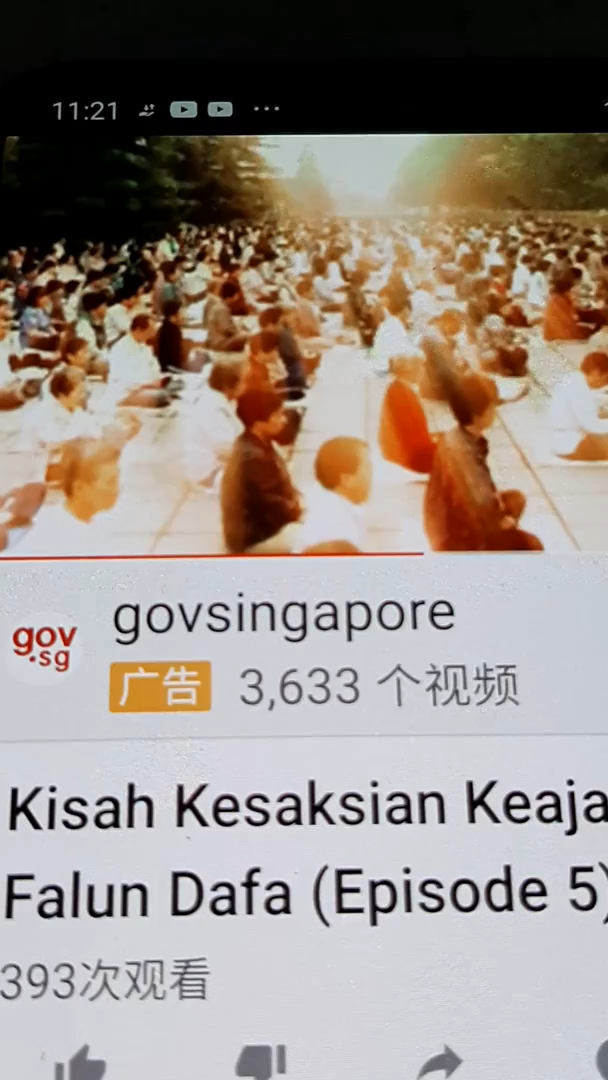 11:21
govsingapore
gov
.sg
广告 3,633 个视频
Kisah Kesaksian Keaja
Falun Dafa (Episode 5)
393次观看